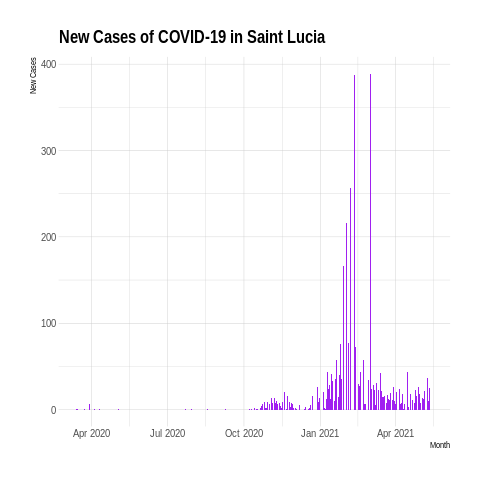 New Cases of COVID-19 in Saint Lucia
New Cases
400
300
200
100
0
Apr 2020 Jul 2020 Oct 2020 Jan 2021 Apr 2021
Month